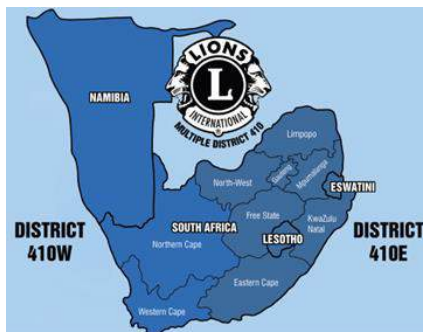 LIONS
L
INTERNATIONAL
®
MULTIPLE DISTRICT 410
NAMIBIA
Limpopo
North-West
Gauteng
Mpumalanga
ESWATINI
SOUTH AFRICA
Free State
KwaZulu
Natal
LESOTHO
Northern Cape
DISTRICT
410W
DISTRICT
410E
Eastern Cape
Western Cape